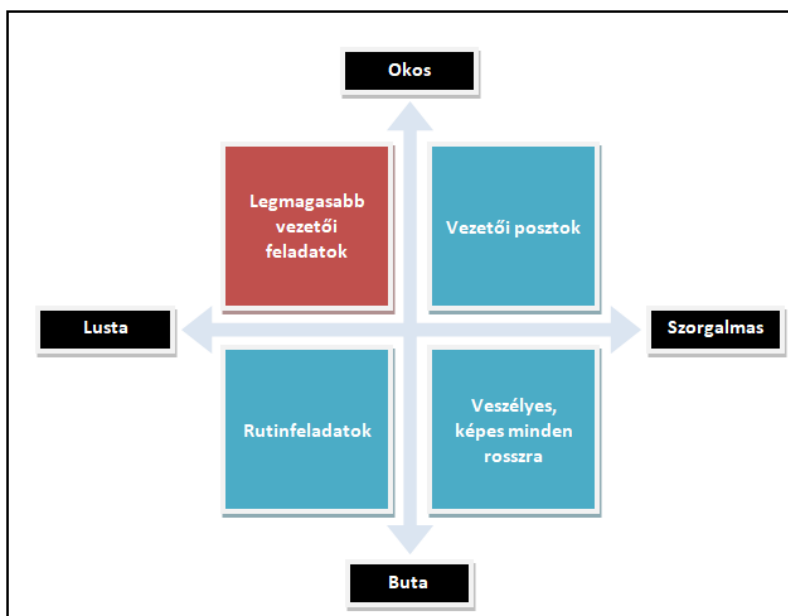 Okos
Legmagasabb
vezetői
feladatok
Vezetői posztok
Lusta
Szorgalmas
Rutinfeladatok
Veszélyes,
képes minden
rosszra
Buta